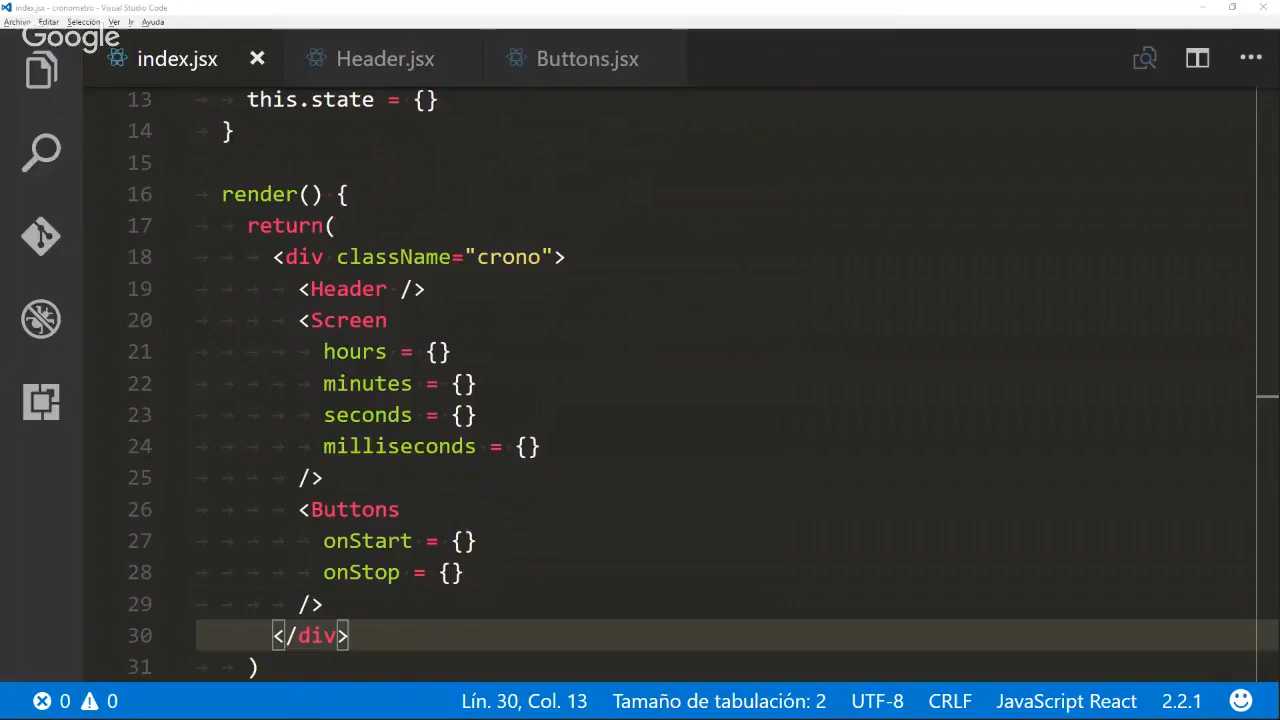 index.jsx - cronometro - Visual Studio Code
Archivo Editar Selección Ver Ir Ayuda
Google
index.jsx Header.jsx Buttons.jsx
13 this.state = {}
14 }
15
16 render() {
17 return(
18 <div className="crono">
19 <Header />
20 <Screen
21 hours = {}
22 minutes = {}
23 seconds = {}
24 milliseconds = {}
25 />
26 <Buttons
27 onStart = {}
28 onStop = {}
29 />
30 </div>
31 )
0 0 Lín. 30, Col. 13 Tamaño de tabulación: 2 UTF-8 CRLF JavaScript React 2.2.1